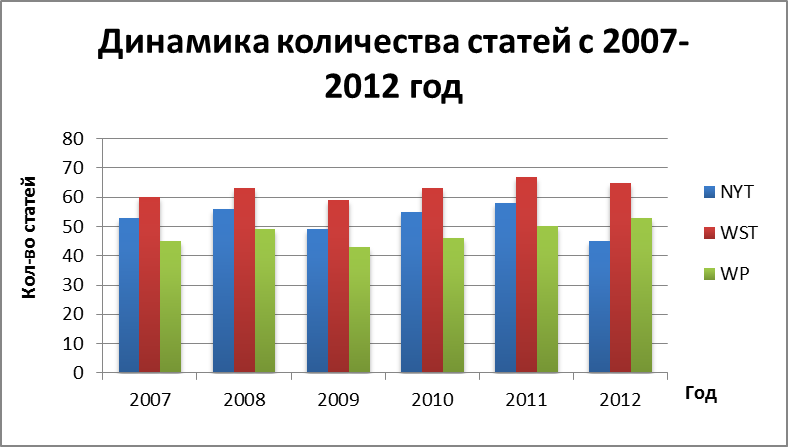 Динамика количества статей с 2007-
2012 год
Кол-во статей
80
70
60
50
40
30
20
10
0
2007 2008 2009 2010 2011 2012
Год
NYT
WST
WP